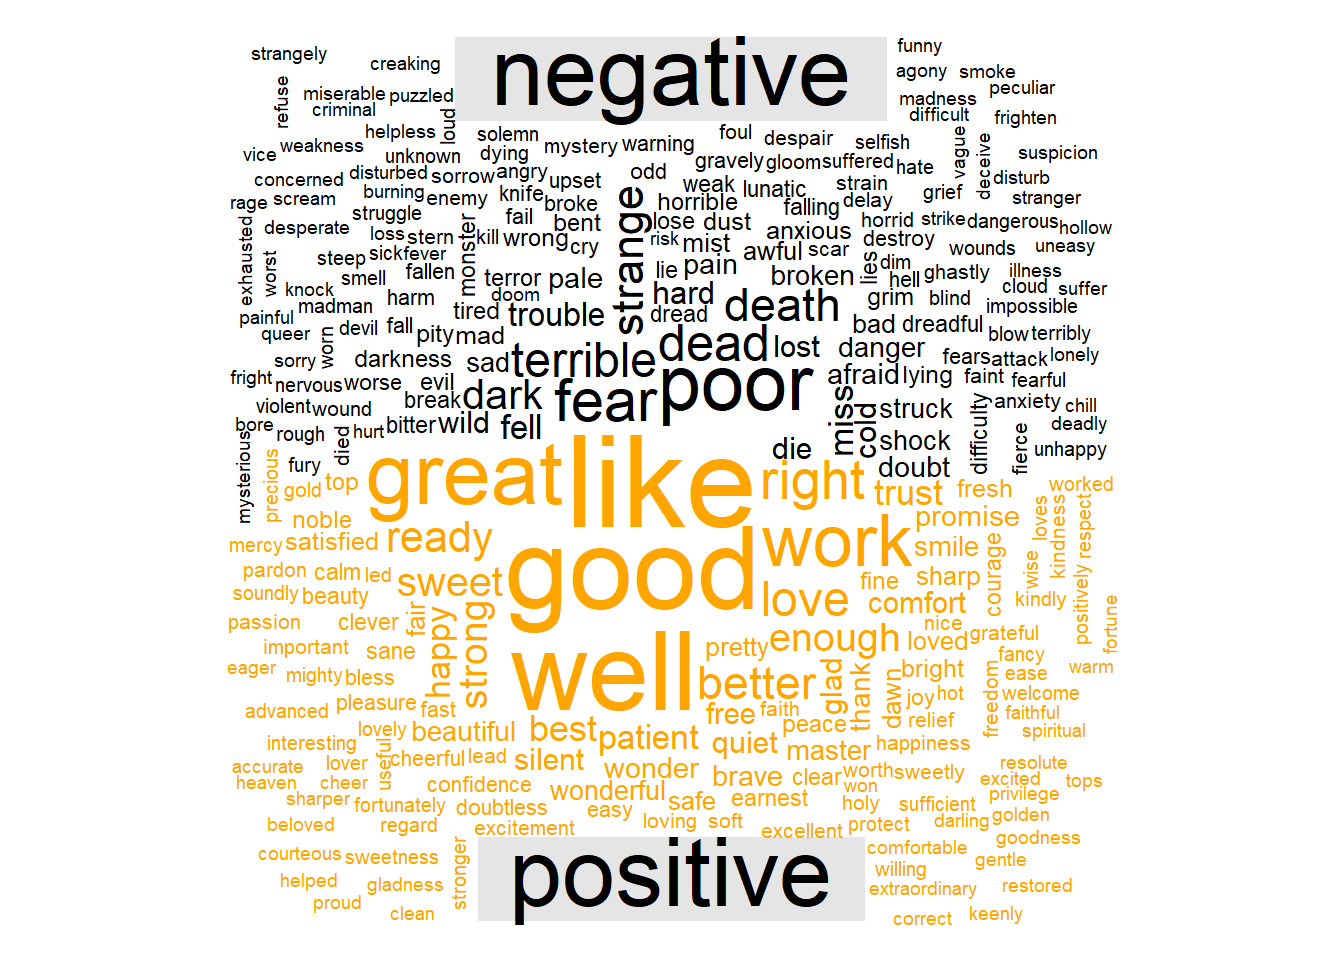 negative
strangely
creaking
funny
agony
smoke
peculiar
refuse
miserable
puzzled
criminal
loud
madness
difficult
frighten
helpless
solemn
foul
despair
selfish
vague
weakness
vice
unknown
dying
mystery
warning
gravely
gloom
suffered
hate
deceive
suspicion
concerned
disturbed
sorrow
angry
odd
weak
lunatic
strain
grief
disturb
rage
scream
burning
enemy
knife
upset
broke
strange
horrible
falling
delay
stranger
desperate
struggle
fail
bent
lose
dust
anxious
horrid
strike
dangerous
hollow
exhausted
worst
loss
stern
monster
kill
wrong
cry
risk
mist
awful
scar
destroy
wounds
uneasy
steep
sick
fever
smell
fallen
terror
pale
lie
pain
broken
lies
dim
hell
ghastly
illness
cloud
suffer
knock
madman
harm
doom
hard
death
grim
blind
impossible
painful
queer
devil
fall
pity
mad
tired
trouble
dread
bad
dreadful
blow
terribly
sorry
worn
darkness
sad
terrible
dead
lost
danger
fears
attack
lonely
fright
nervous
worse
evil
dark
fear
poor
afraid
lying
faint
fearful
violent
wound
break
miss
cold
struck
difficulty
anxiety
chill
deadly
bore
rough
died
hurt
bitter
wild
fell
die
shock
fierce
unhappy
mysterious
fury
doubt
precious
gold
top
great
like
right
trust
fresh
worked
noble
promise
loves
kindness
respect
mercy
satisfied
ready
good
work
smile
courage
wise
pardon
calm
led
sweet
fine
sharp
soundly
beauty
love
comfort
kindly
positively
fortune
passion
clever
fair
happy
strong
well
enough
nice
loved
grateful
important
sane
pretty
fancy
eager
mighty
bless
better
glad
thank
dawn
bright
freedom
ease
warm
advanced
pleasure
fast
free
faith
joy
hot
welcome
faithful
lovely
beautiful
best
patient
quiet
peace
relief
spiritual
interesting
useful
cheerful
lead
silent
wonder
master
happiness
accurate
lover
resolute
heaven
cheer
confidence
wonderful
brave
clear
worth
sweetly
won
excited
tops
sharper
fortunately
doubtless
easy
safe
earnest
holy
sufficient
privilege
beloved
regard
excitement
loving
soft
excellent
protect
darling
golden
goodness
courteous
sweetness
stronger
comfortable
gentle
helped
gladness
willing
extraordinary
restored
proud
clean
correct
keenly
positive